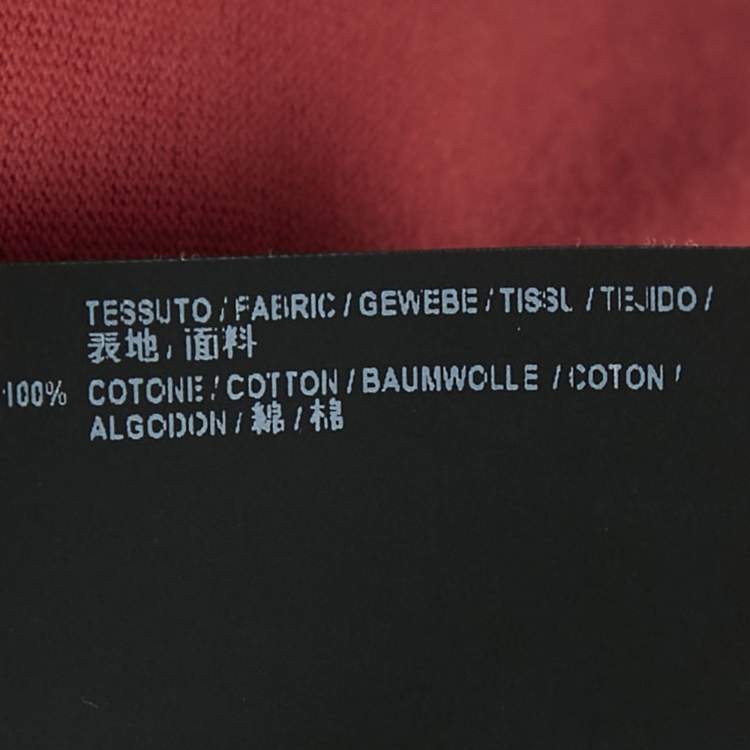 TESSUTO / FABRIC / GEWEBE / TISSU / TEJIDO /
表地 / 面料
100% COTONE / COTTON / BAUMWOLLE / COTON /
ALGODON / 綿 / 棉